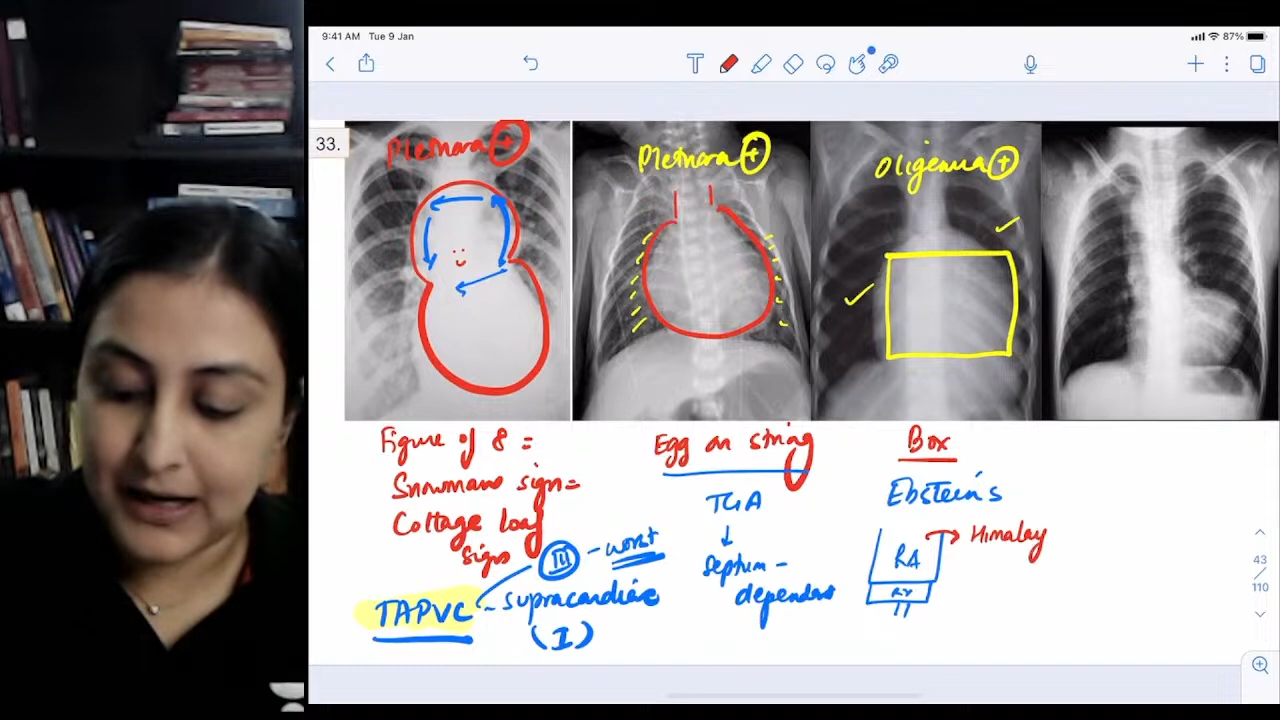 9:41 AM Tue 9 Jan
87%
33.
Plethora +
Plethora +
Oligemia +
Figure of 8 =
Snowmans sign =
Cottage loaf
sign
III - worst
TAPVC - supracardiac
(I)
Egg on string
TGA
septum -
dependent
Box
Ebstein's
RA
Himalay
RV
43
110